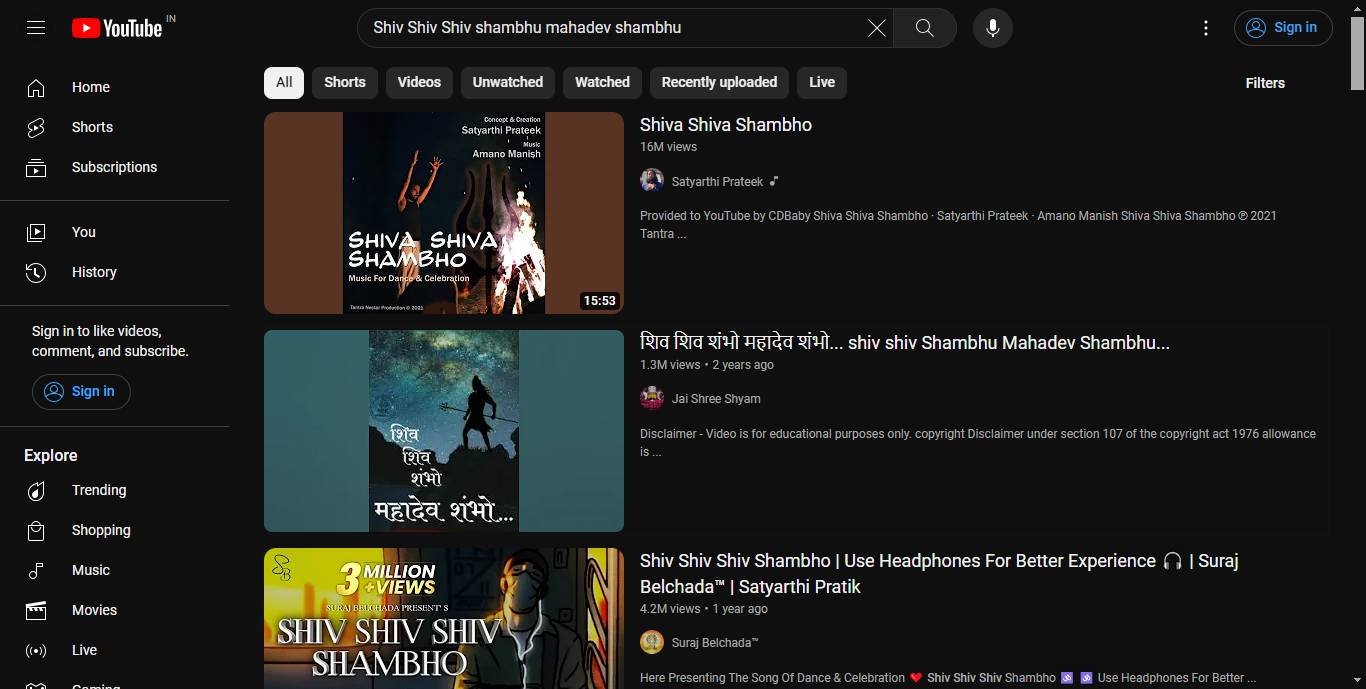 YouTube IN
Shiv Shiv Shiv shambhu mahadev shambhu
Sign in
Home
Shorts
Subscriptions
You
History
Sign in to like videos,
comment, and subscribe.
Sign in
Explore
Trending
Shopping
Music
Movies
Live
Gaming
All Shorts Videos Unwatched Watched Recently uploaded Live
Filters
Concept & Creation
Satyarthi Prateek
Music
Amano Manish
SHIVA SHIVA
SHAMBHO
Music For Dance & Celebration
Tantra Nectar Production © 2021
15:53
Shiva Shiva Shambho
16M views
Satyarthi Prateek
Provided to YouTube by CDBaby Shiva Shiva Shambho · Satyarthi Prateek · Amano Manish Shiva Shiva Shambho ℗ 2021
Tantra ...
शिव
शिव
शंभो
महादेव शंभो...
शिव शिव शंभो महादेव शंभो... shiv shiv Shambhu Mahadev Shambhu...
1.3M views • 2 years ago
Jai Shree Shyam
Disclaimer - Video is for educational purposes only. copyright Disclaimer under section 107 of the copyright act 1976 allowance
is ...
SB
3 MILLION
+VIEWS
SURAJ BELCHADA PRESENT'S
SHIV SHIV SHIV
SHAMBHO
Shiv Shiv Shiv Shambho | Use Headphones For Better Experience 🎧 | Suraj
Belchada™ | Satyarthi Pratik
4.2M views • 1 year ago
Suraj Belchada™
Here Presenting The Song Of Dance & Celebration ❤️ Shiv Shiv Shiv Shambho 🕉 🕉 Use Headphones For Better ...